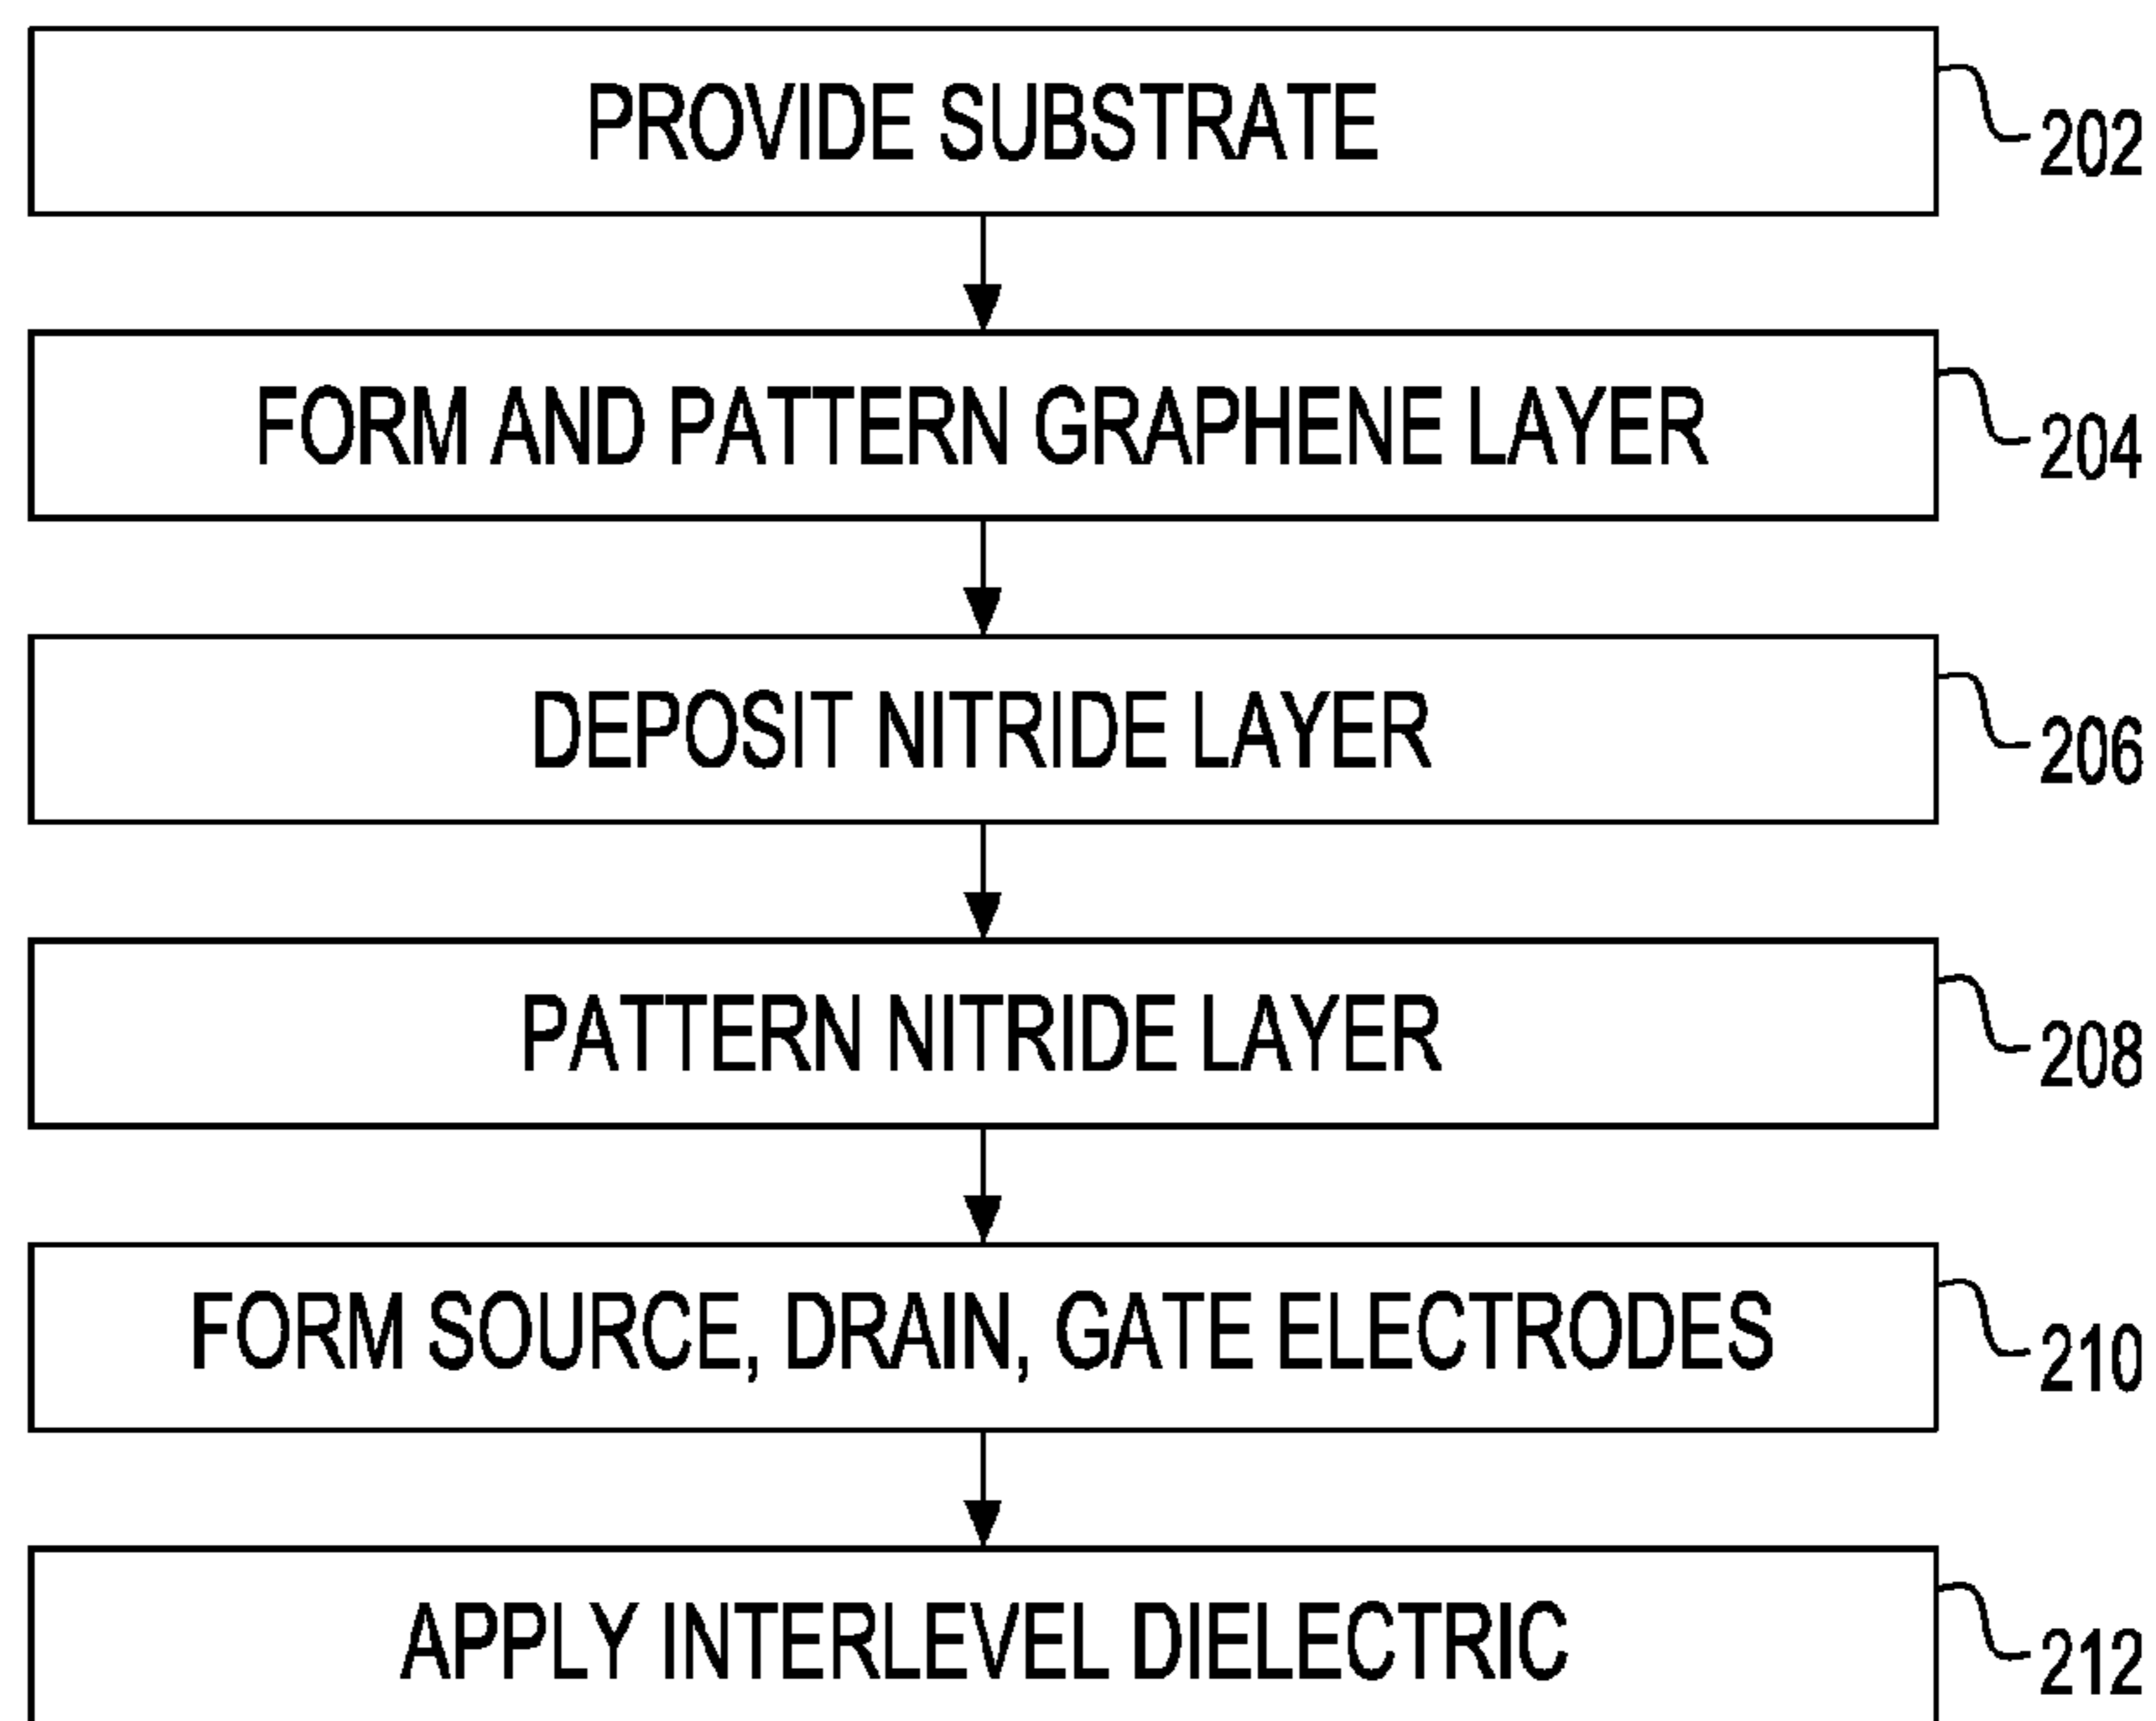 PROVIDE SUBSTRATE
202
FORM AND PATTERN GRAPHENE LAYER
204
DEPOSIT NITRIDE LAYER
206
PATTERN NITRIDE LAYER
208
FORM SOURCE, DRAIN, GATE ELECTRODES
210
APPLY INTERLEVEL DIELECTRIC
212